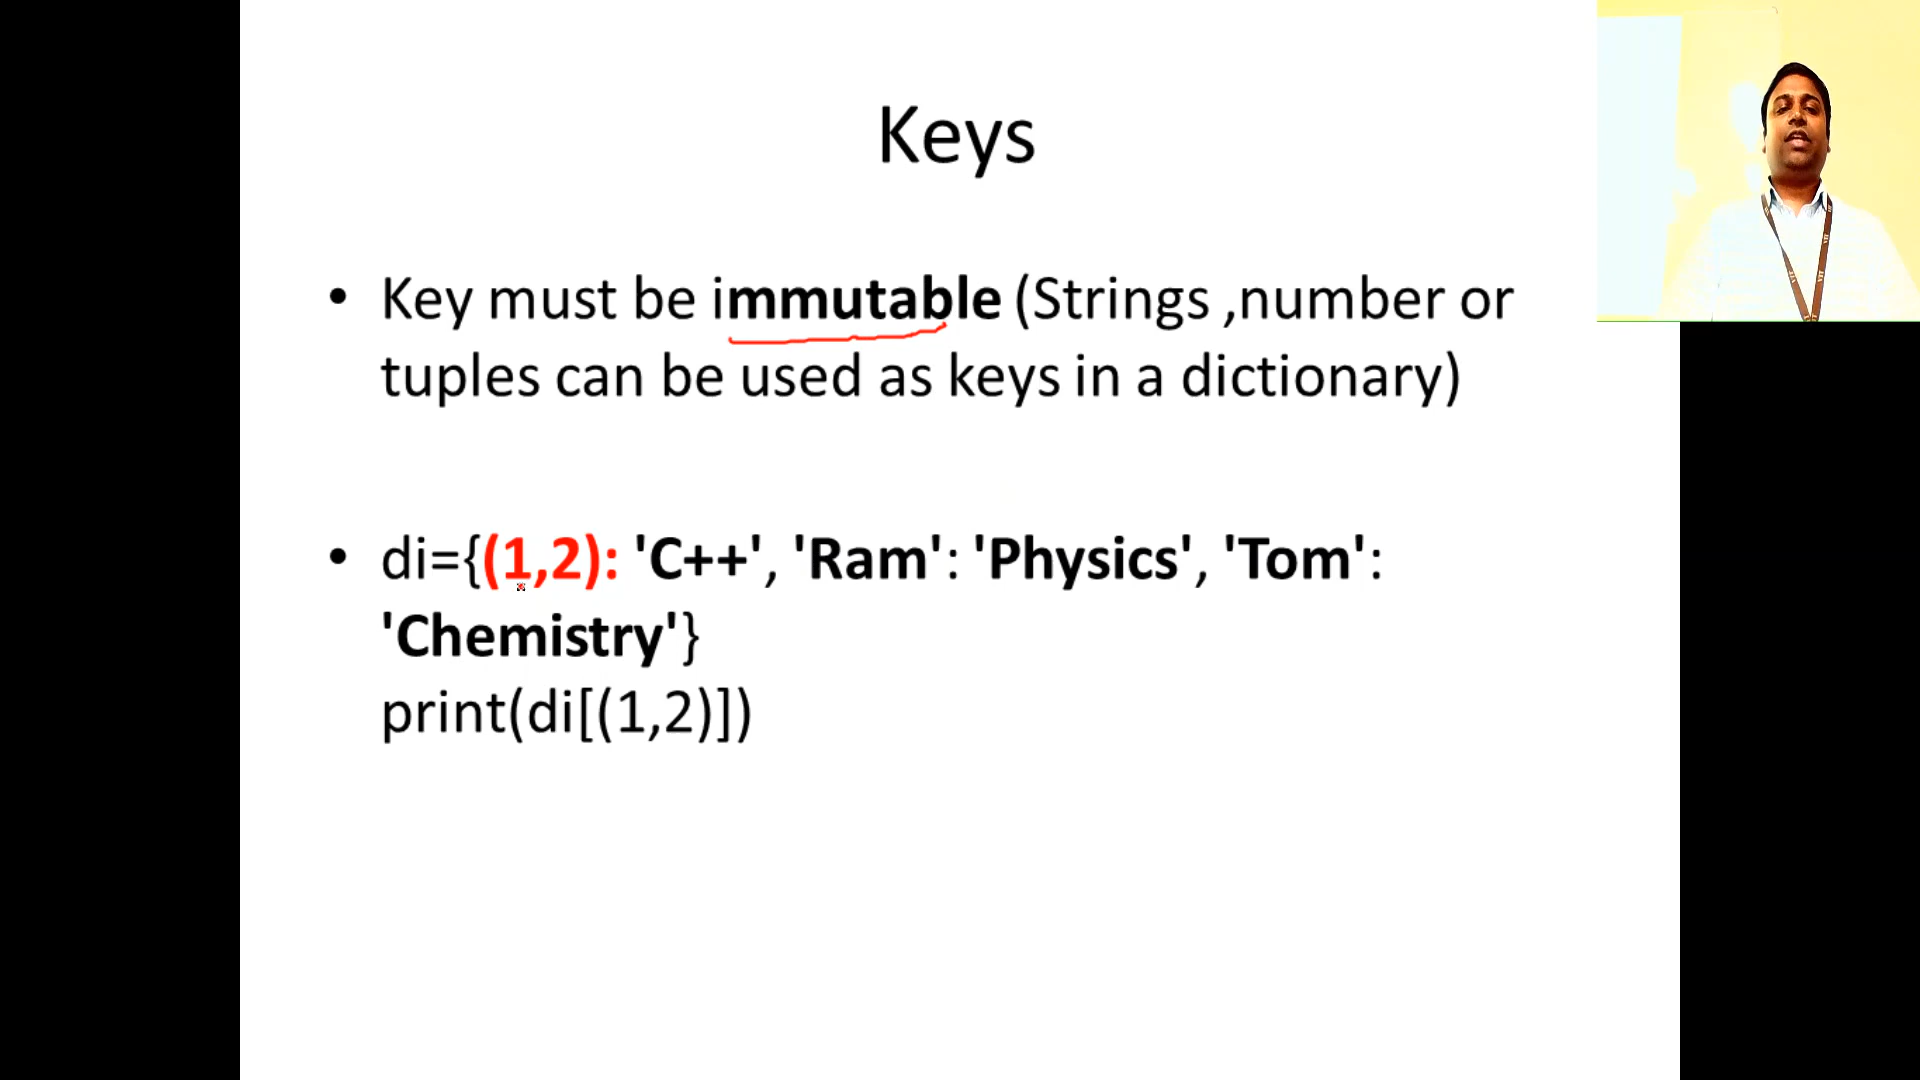 Keys
• Key must be immutable (Strings ,number or
tuples can be used as keys in a dictionary)
• di={(1,2): 'C++', 'Ram': 'Physics', 'Tom':
'Chemistry'}
print(di[(1,2)])